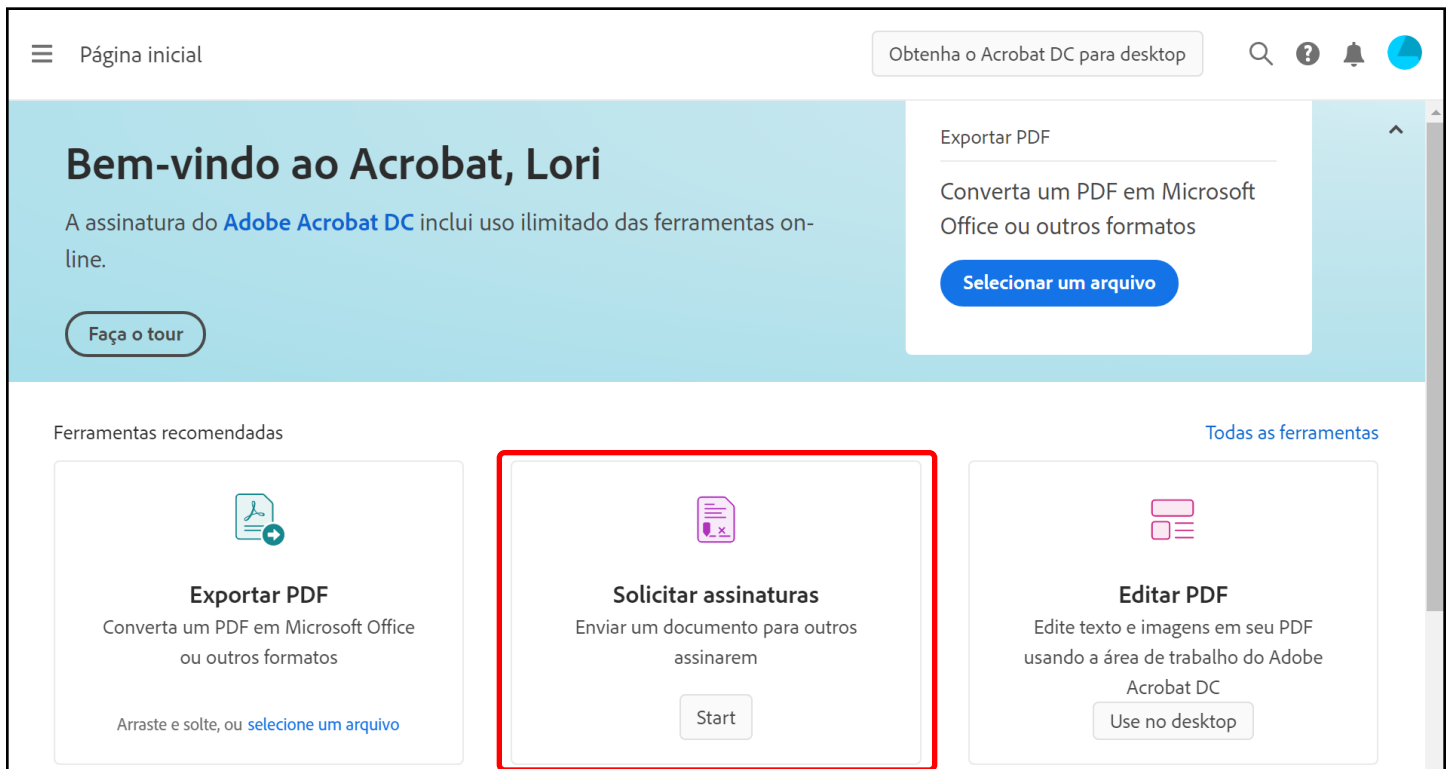 Página inicial
Obtenha o Acrobat DC para desktop
Bem-vindo ao Acrobat, Lori
A assinatura do Adobe Acrobat DC inclui uso ilimitado das ferramentas on-
line.
Faça o tour
Exportar PDF
Converta um PDF em Microsoft
Office ou outros formatos
Selecionar um arquivo
Ferramentas recomendadas
Todas as ferramentas
Exportar PDF
Converta um PDF em Microsoft Office
ou outros formatos
Arraste e solte, ou selecione um arquivo
Solicitar assinaturas
Enviar um documento para outros
assinarem
Start
Editar PDF
Edite texto e imagens em seu PDF
usando a área de trabalho do Adobe
Acrobat DC
Use no desktop